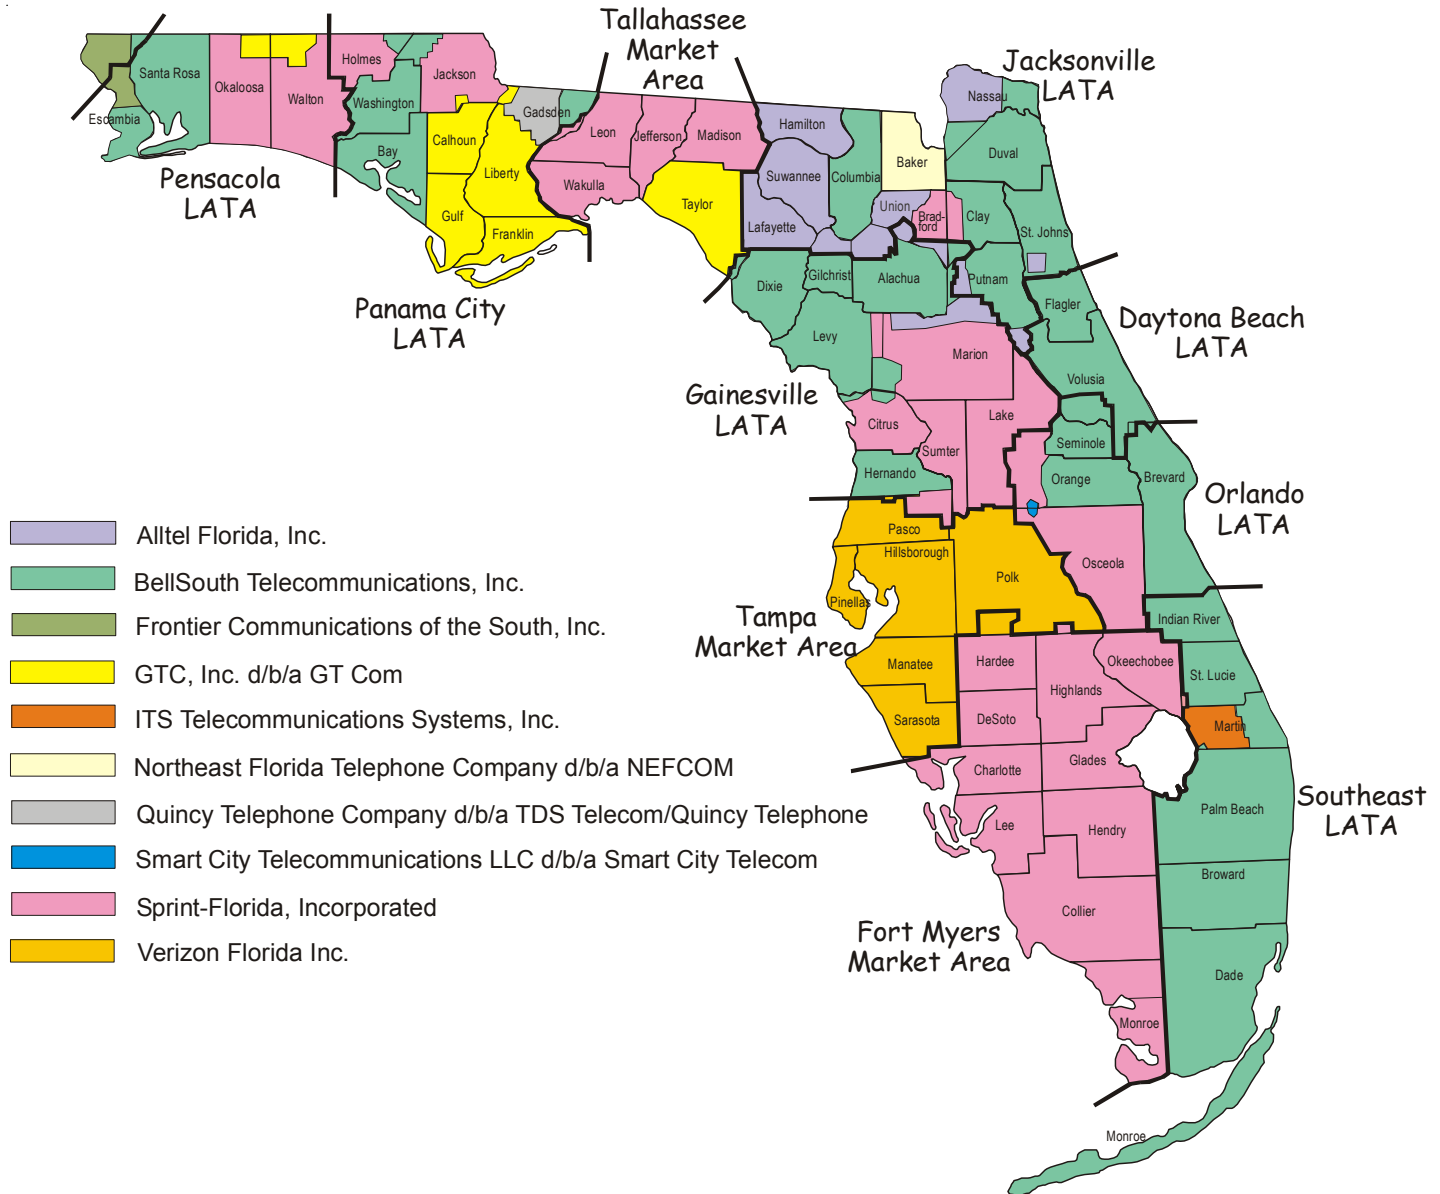 Tallahassee
Market
Area
Jacksonville
LATA
Pensacola
LATA
Panama City
LATA
Gainesville
LATA
Daytona Beach
LATA
Orlando
LATA
Tampa
Market Area
Southeast
LATA
Fort Myers
Market Area
Escambia
Santa Rosa
Okaloosa
Walton
Holmes
Washington
Bay
Jackson
Calhoun
Gulf
Liberty
Franklin
Gadsden
Leon
Wakulla
Jefferson
Madison
Taylor
Hamilton
Suwannee
Lafayette
Columbia
Baker
Union
Brad-
ford
Nassau
Duval
Clay
St. Johns
Putnam
Flagler
Dixie
Gilchrist
Alachua
Levy
Marion
Volusia
Citrus
Sumter
Lake
Seminole
Orange
Hernando
Brevard
Pasco
Hillsborough
Pinellas
Polk
Osceola
Indian River
Manatee
Hardee
Highlands
Okeechobee
St. Lucie
Sarasota
DeSoto
Martin
Charlotte
Glades
Lee
Hendry
Palm Beach
Broward
Collier
Dade
Monroe
Monroe
Alltel Florida, Inc.
BellSouth Telecommunications, Inc.
Frontier Communications of the South, Inc.
GTC, Inc. d/b/a GT Com
ITS Telecommunications Systems, Inc.
Northeast Florida Telephone Company d/b/a NEFCOM
Quincy Telephone Company d/b/a TDS Telecom/Quincy Telephone
Smart City Telecommunications LLC d/b/a Smart City Telecom
Sprint-Florida, Incorporated
Verizon Florida Inc.